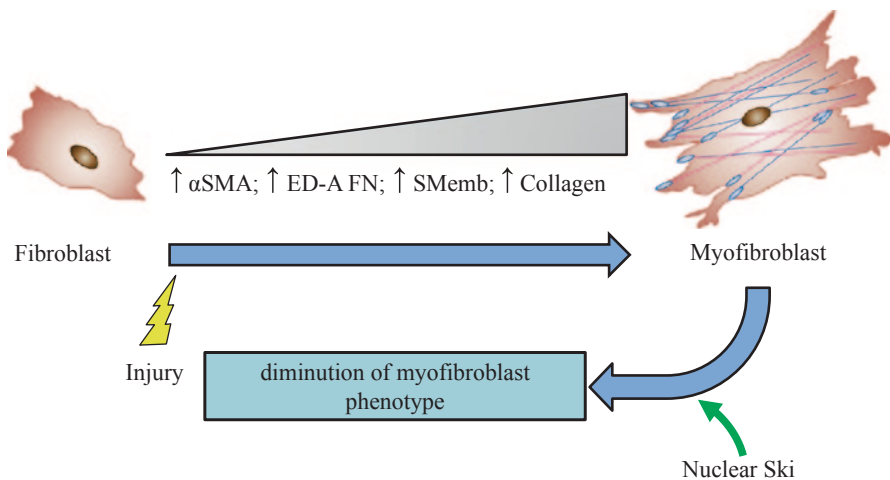 ↑ αSMA; ↑ ED-A FN; ↑ SMemb; ↑ Collagen
Fibroblast
Myofibroblast
Injury
diminution of myofibroblast
phenotype
Nuclear Ski